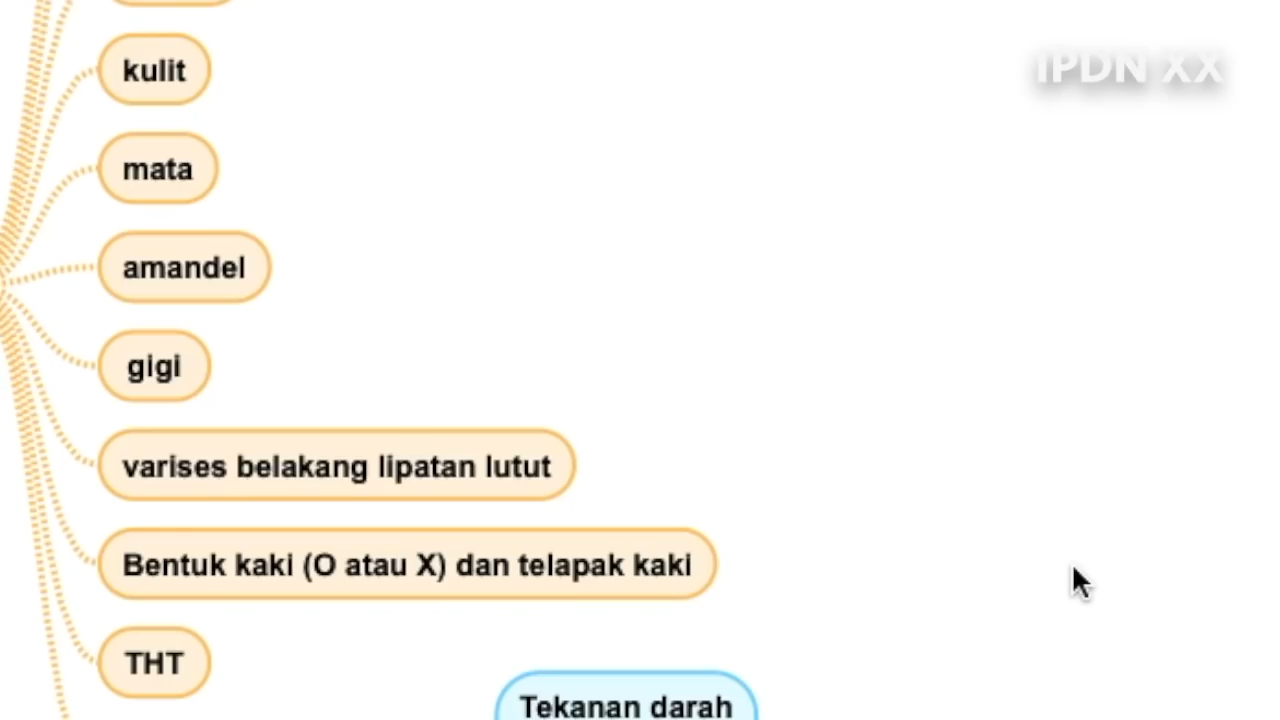 IPDN XX
kulit
mata
amandel
gigi
varises belakang lipatan lutut
Bentuk kaki (O atau X) dan telapak kaki
THT
Tekanan darah